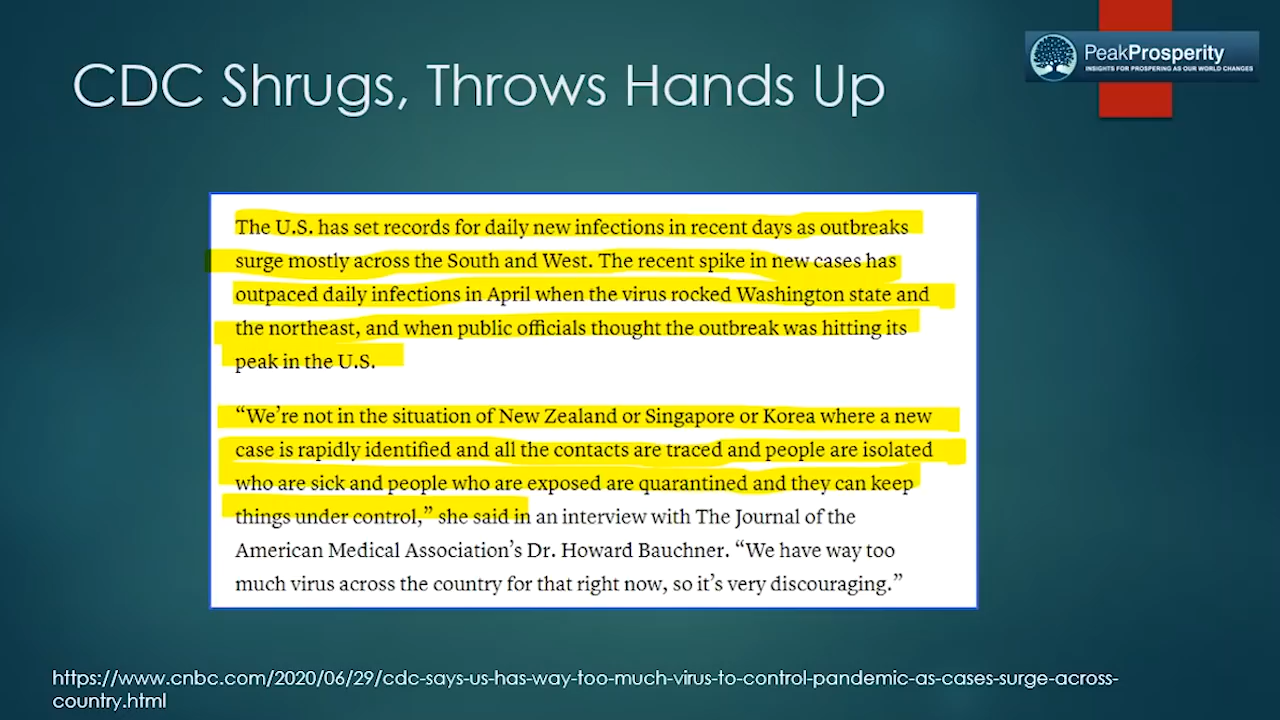 CDC Shrugs, Throws Hands Up
PeakProsperity
INSIGHTS FOR PROSPERING AS OUR WORLD CHANGES
The U.S. has set records for daily new infections in recent days as outbreaks
surge mostly across the South and West. The recent spike in new cases has
outpaced daily infections in April when the virus rocked Washington state and
the northeast, and when public officials thought the outbreak was hitting its
peak in the U.S.
“We’re not in the situation of New Zealand or Singapore or Korea where a new
case is rapidly identified and all the contacts are traced and people are isolated
who are sick and people who are exposed are quarantined and they can keep
things under control,” she said in an interview with The Journal of the
American Medical Association’s Dr. Howard Bauchner. “We have way too
much virus across the country for that right now, so it’s very discouraging.”
https://www.cnbc.com/2020/06/29/cdc-says-us-has-way-too-much-virus-to-control-pandemic-as-cases-surge-across-
country.html